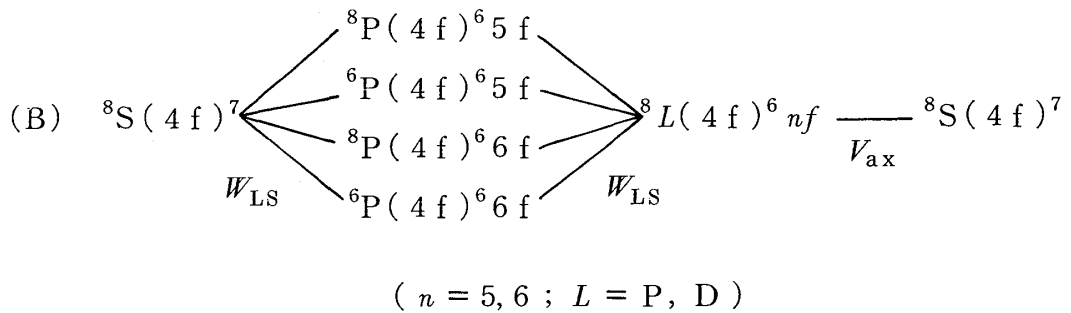 ⁸P(4f)⁶5f
⁶P(4f)⁶5f
(B) ⁸S(4f)⁷ ⁸L(4f)⁶nf ⁸S(4f)⁷
⁸P(4f)⁶6f
V_ax
W_LS W_LS
⁶P(4f)⁶6f
(n = 5, 6 ; L = P, D)